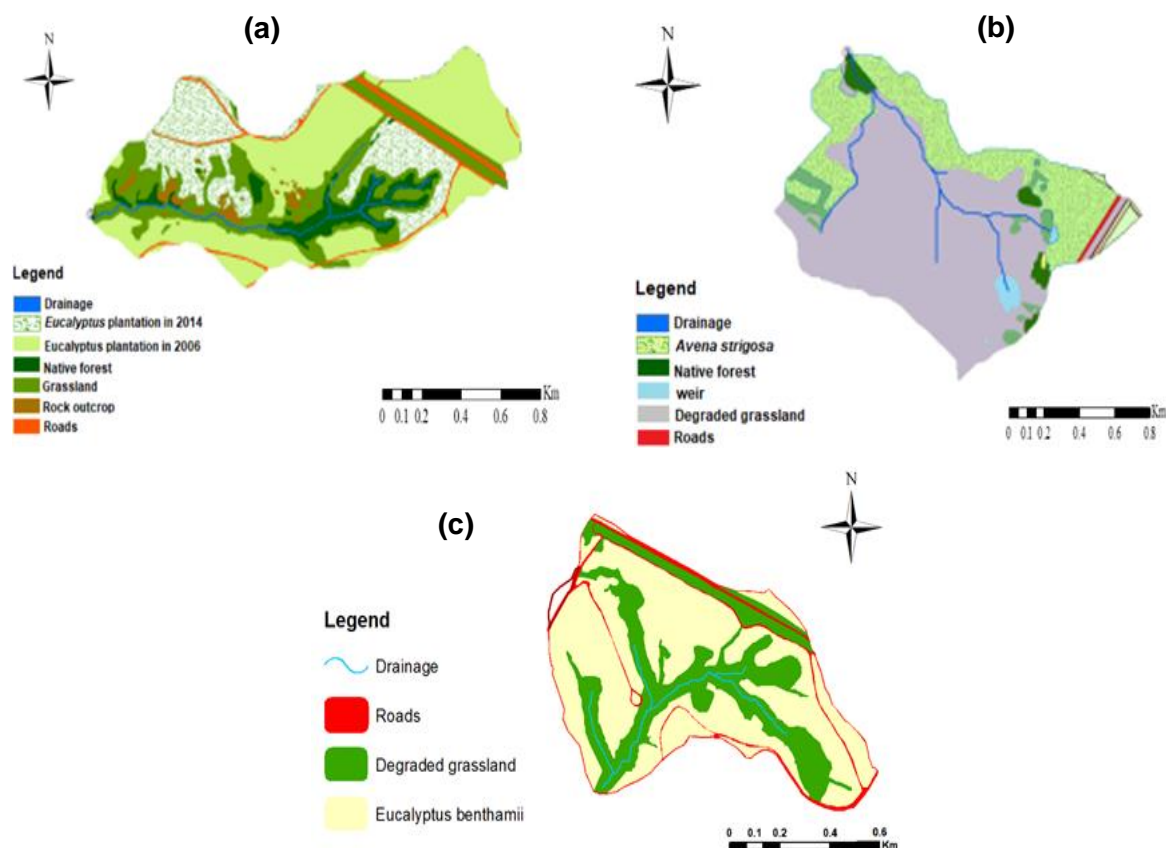 (a)
N
Legend
Drainage
Eucalyptus plantation in 2014
Eucalyptus plantation in 2006
Native forest
Grassland
Rock outcrop
Roads
Km
0 0.1 0.2 0.4 0.6 0.8
(b)
N
Legend
Drainage
Avena strigosa
Native forest
weir
Degraded grassland
Roads
Km
0 0.1 0.2 0.4 0.6 0.8
(c)
N
Legend
Drainage
Roads
Degraded grassland
Eucalyptus benthamii
0 0.1 0.2 0.4 0.6
Km